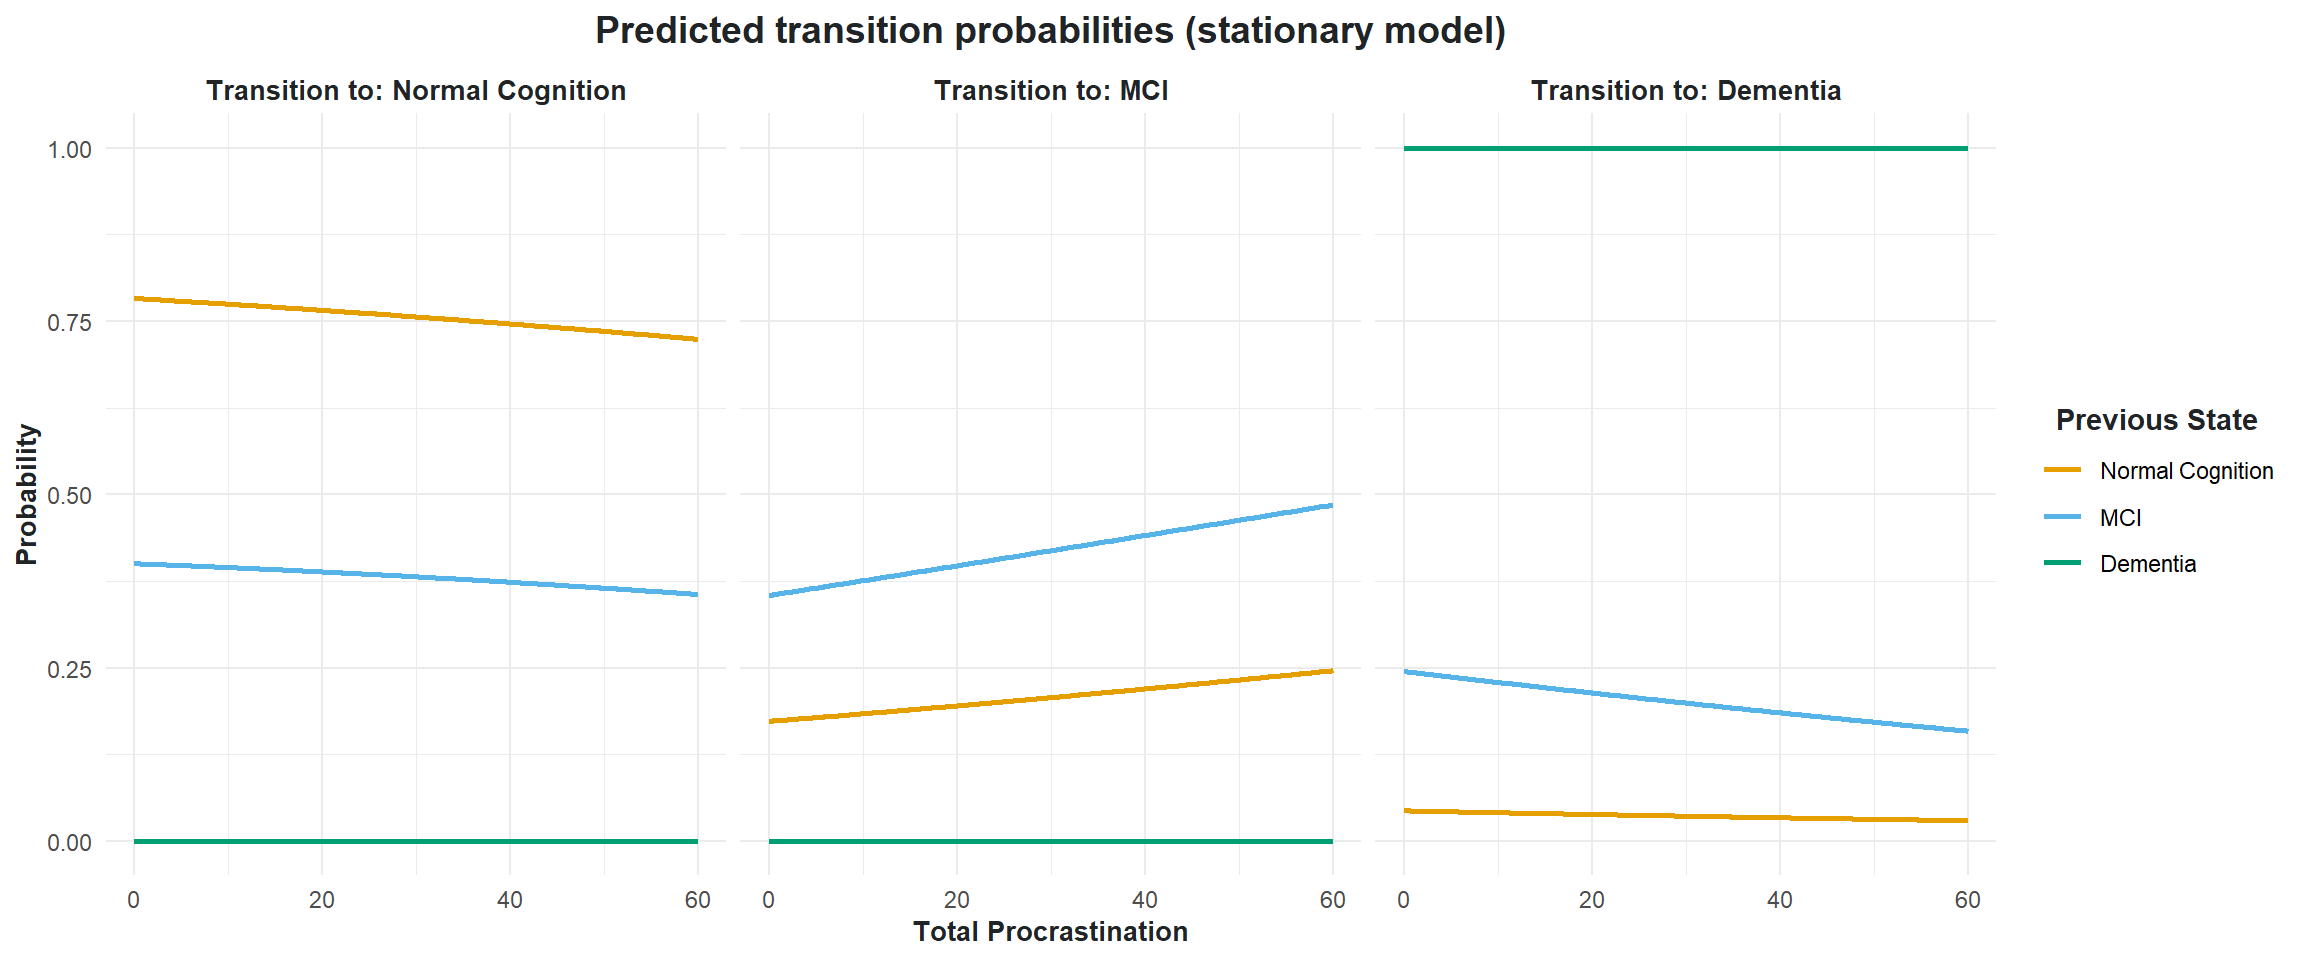 Predicted transition probabilities (stationary model)
Transition to: Normal Cognition
Transition to: MCI
Transition to: Dementia
Probability
1.00
0.75
0.50
0.25
0.00
0 20 40 60
0 20 40 60
0 20 40 60
Total Procrastination
Previous State
Normal Cognition
MCI
Dementia